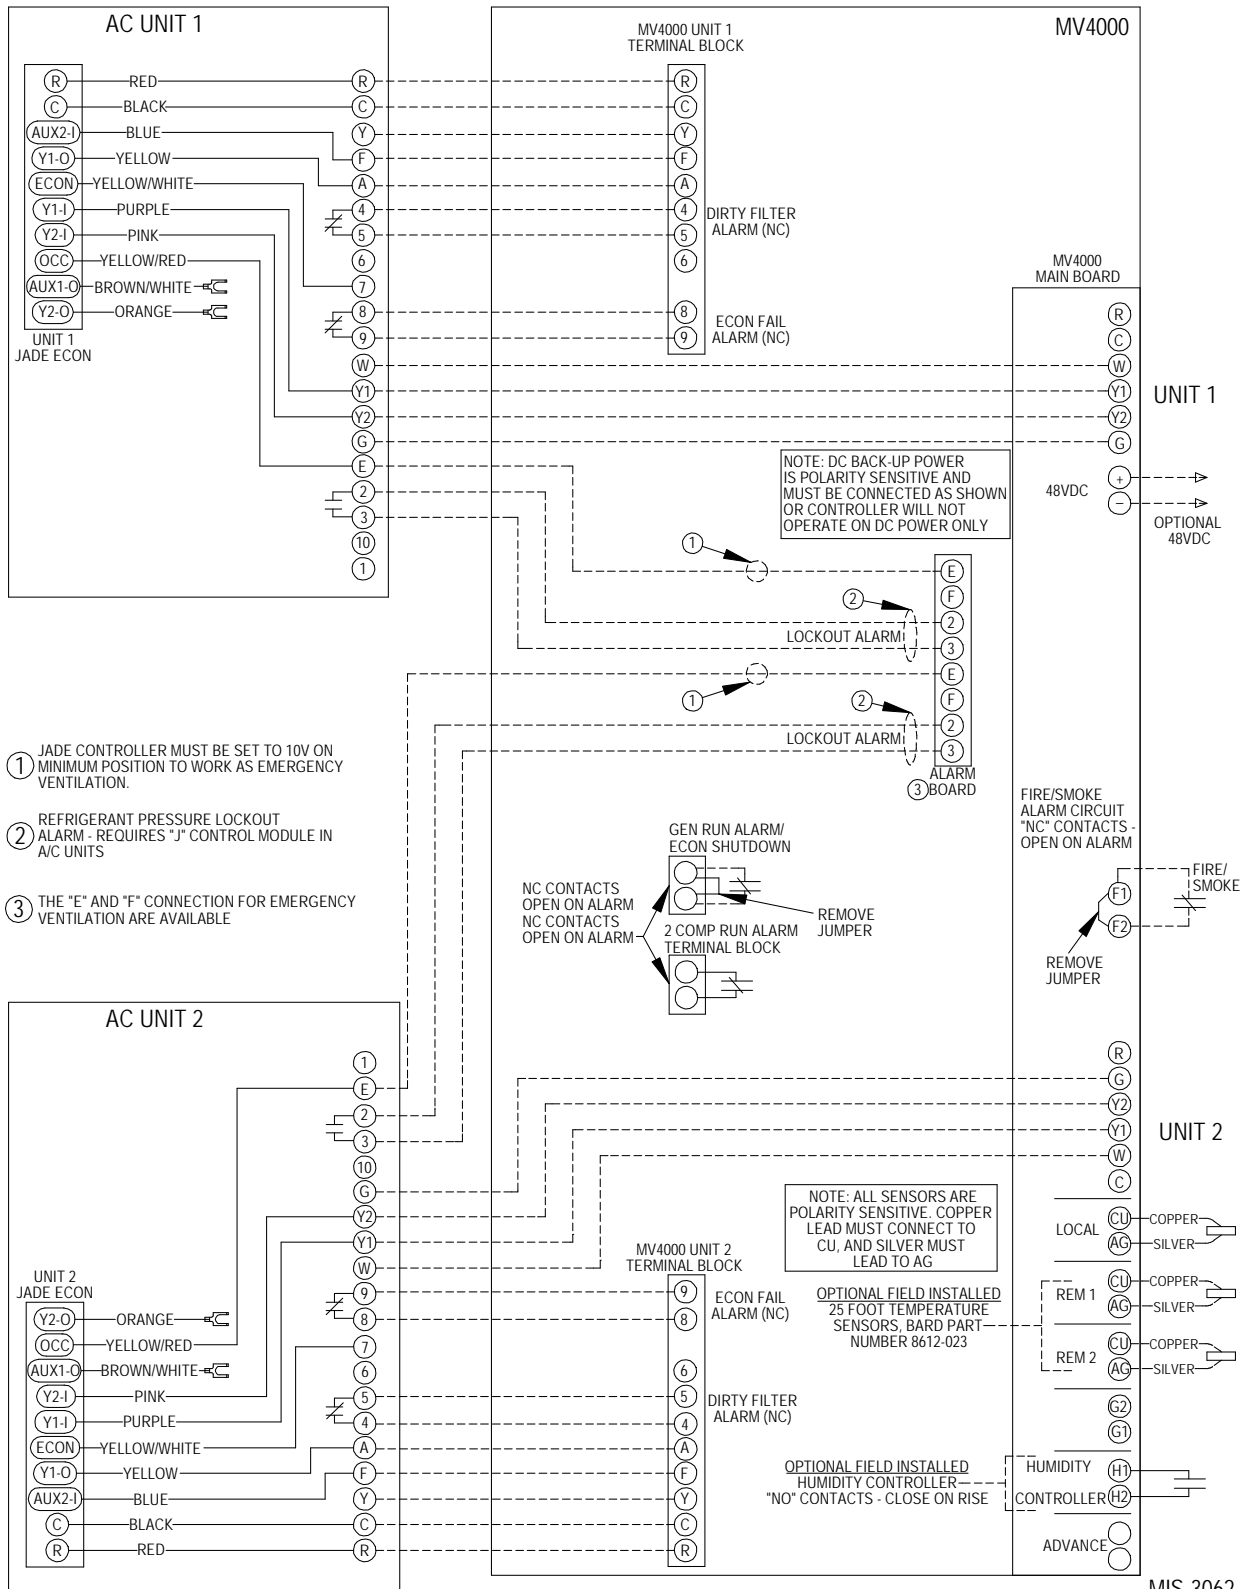 AC UNIT 1
MV4000 UNIT 1
TERMINAL BLOCK
MV4000
R RED R R
C BLACK C C
AUX2-I BLUE Y Y
Y1-O YELLOW F F
ECON YELLOW/WHITE A A
Y1-I PURPLE 4 4
DIRTY FILTER
ALARM (NC)
Y2-I PINK 5 5
OCC YELLOW/RED 6 6
AUX1-O BROWN/WHITE 7
Y2-O ORANGE 8 8
ECON FAIL
ALARM (NC)
9 9
UNIT 1
JADE ECON
MV4000
MAIN BOARD
R
C
W W
Y1 Y1
UNIT 1
Y2 Y2
G G
E
2
3
10
1
NOTE: DC BACK-UP POWER
IS POLARITY SENSITIVE AND
MUST BE CONNECTED AS SHOWN
OR CONTROLLER WILL NOT
OPERATE ON DC POWER ONLY
48VDC
+
−
OPTIONAL
48VDC
1
E
F
2
2
LOCKOUT ALARM
3
E
1
F
2
2
LOCKOUT ALARM
3
ALARM
3 BOARD
1 JADE CONTROLLER MUST BE SET TO 10V ON
MINIMUM POSITION TO WORK AS EMERGENCY
VENTILATION.
2 REFRIGERANT PRESSURE LOCKOUT
ALARM - REQUIRES "J" CONTROL MODULE IN
A/C UNITS
3 THE "E" AND "F" CONNECTION FOR EMERGENCY
VENTILATION ARE AVAILABLE
GEN RUN ALARM/
ECON SHUTDOWN
NC CONTACTS
OPEN ON ALARM
NC CONTACTS
OPEN ON ALARM
REMOVE
JUMPER
2 COMP RUN ALARM
TERMINAL BLOCK
FIRE/SMOKE
ALARM CIRCUIT
"NC" CONTACTS -
OPEN ON ALARM
FIRE/
SMOKE
F1
F2
REMOVE
JUMPER
AC UNIT 2
1
E
2
3
10
G
Y2
Y1
W
9
8
7
6
5
4
A
F
Y
C
R
R
G
Y2
Y1
UNIT 2
W
C
NOTE: ALL SENSORS ARE
POLARITY SENSITIVE. COPPER
LEAD MUST CONNECT TO
CU, AND SILVER MUST
LEAD TO AG
LOCAL
CU COPPER
AG SILVER
OPTIONAL FIELD INSTALLED
25 FOOT TEMPERATURE
SENSORS, BARD PART
NUMBER 8612-023
REM 1
CU COPPER
AG SILVER
REM 2
CU COPPER
AG SILVER
G2
G1
MV4000 UNIT 2
TERMINAL BLOCK
9
ECON FAIL
ALARM (NC)
8
6
5
DIRTY FILTER
ALARM (NC)
4
A
F
Y
C
R
UNIT 2
JADE ECON
Y2-O ORANGE
OCC YELLOW/RED
AUX1-O BROWN/WHITE
Y2-I PINK
Y1-I PURPLE
ECON YELLOW/WHITE
Y1-O YELLOW
AUX2-I BLUE
C BLACK
R RED
OPTIONAL FIELD INSTALLED
HUMIDITY CONTROLLER
"NO" CONTACTS - CLOSE ON RISE
HUMIDITY H1
CONTROLLER H2
ADVANCE
MIS-3062